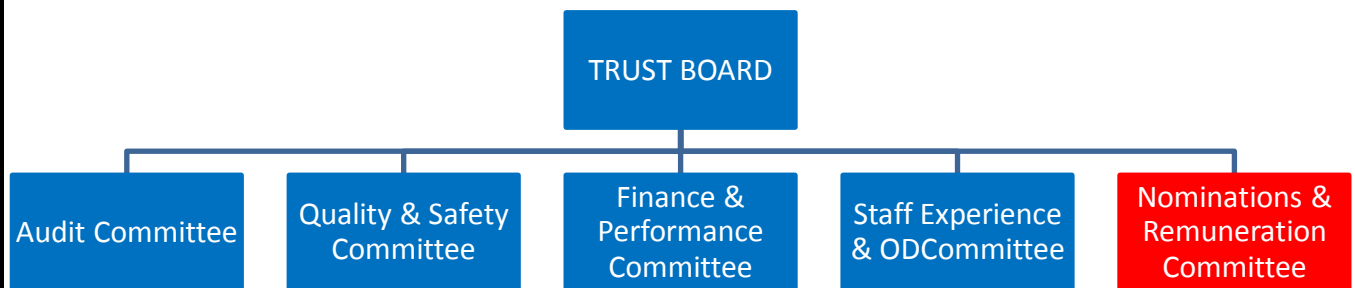 TRUST BOARD
Audit Committee
Quality & Safety
Committee
Finance &
Performance
Committee
Staff Experience
& ODCommittee
Nominations &
Remuneration
Committee